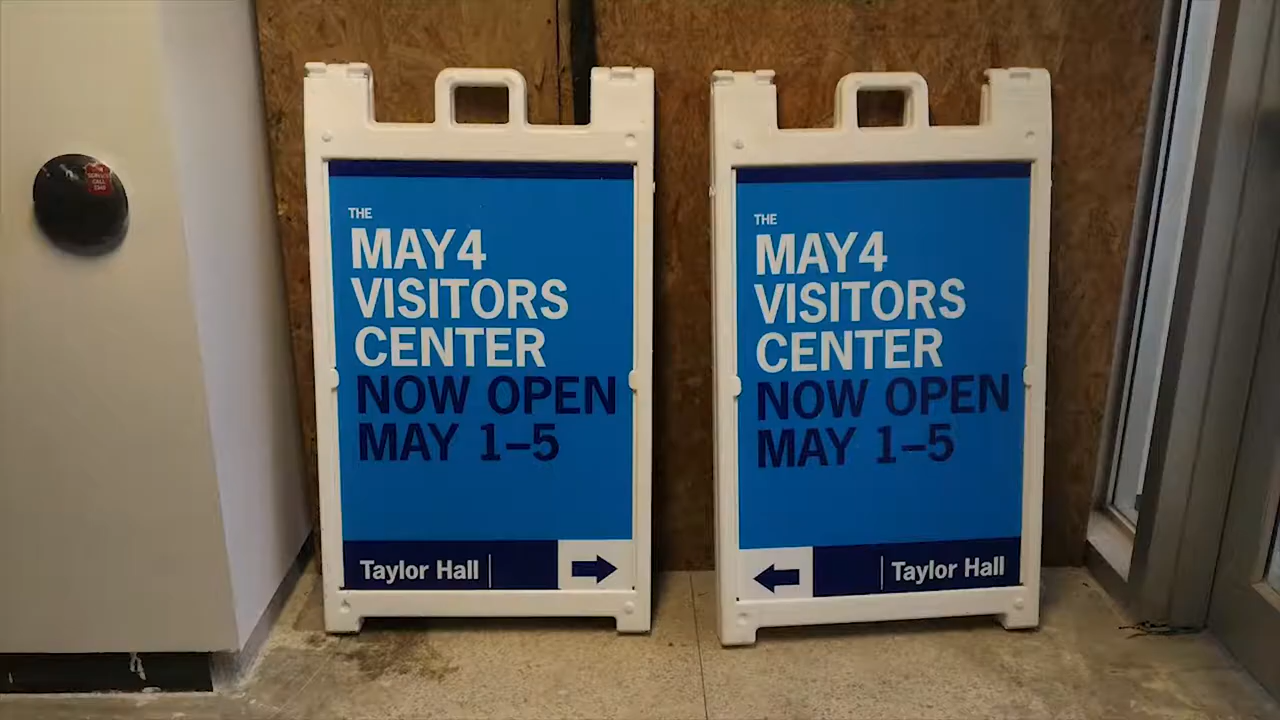 THE
MAY4
VISITORS
CENTER
NOW OPEN
MAY 1–5
Taylor Hall
THE
MAY4
VISITORS
CENTER
NOW OPEN
MAY 1–5
Taylor Hall